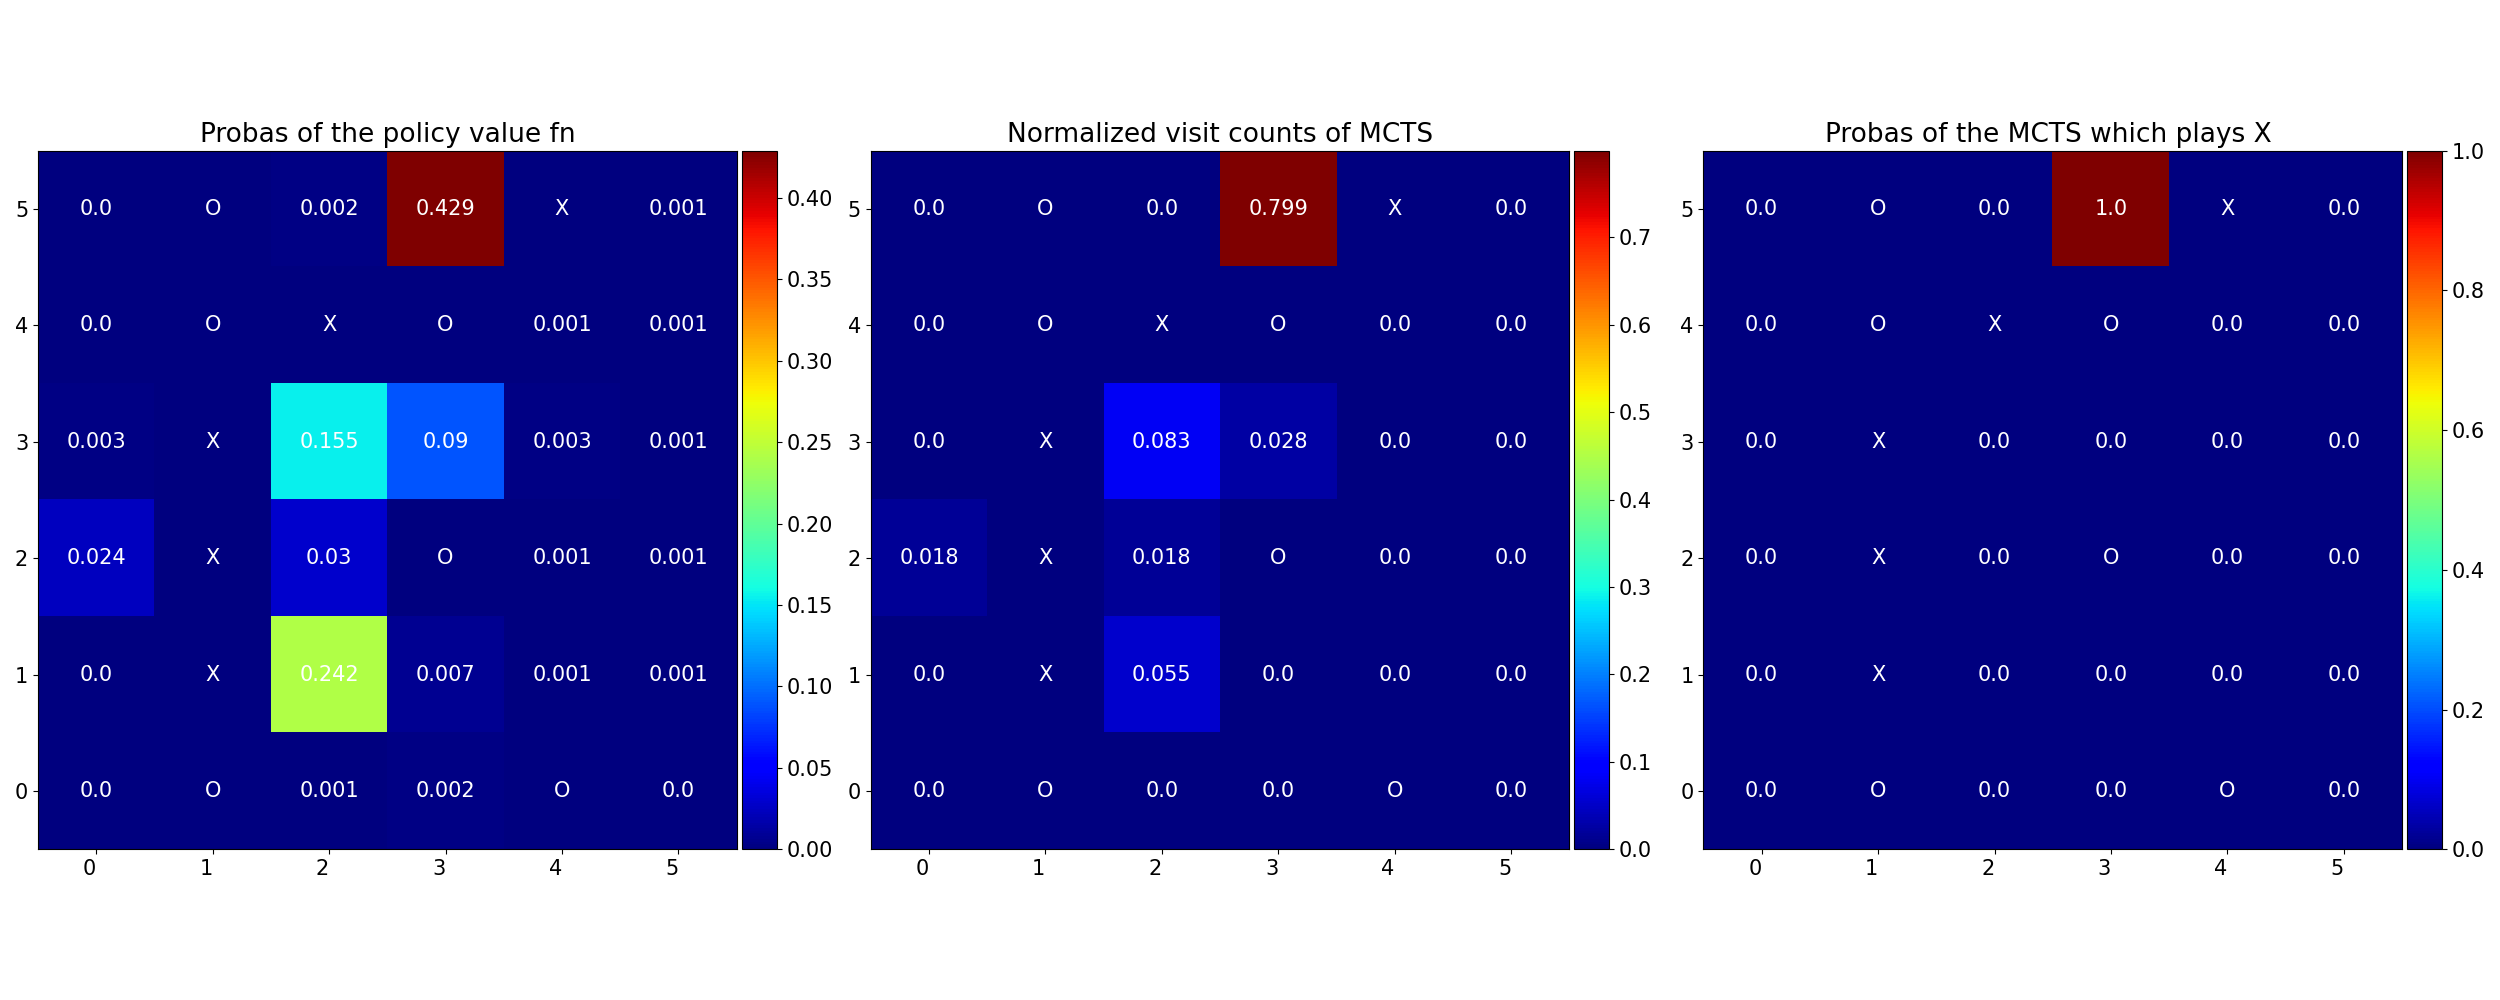 Probas of the policy value fn
5 0.0 O 0.002 0.429 X 0.001
4 0.0 O X O 0.001 0.001
3 0.003 X 0.155 0.09 0.003 0.001
2 0.024 X 0.03 O 0.001 0.001
1 0.0 X 0.242 0.007 0.001 0.001
0 0.0 O 0.001 0.002 O 0.0
0 1 2 3 4 5
0.40
0.35
0.30
0.25
0.20
0.15
0.10
0.05
0.00
Normalized visit counts of MCTS
5 0.0 O 0.0 0.799 X 0.0
4 0.0 O X O 0.0 0.0
3 0.0 X 0.083 0.028 0.0 0.0
2 0.018 X 0.018 O 0.0 0.0
1 0.0 X 0.055 0.0 0.0 0.0
0 0.0 O 0.0 0.0 O 0.0
0 1 2 3 4 5
0.7
0.6
0.5
0.4
0.3
0.2
0.1
0.0
Probas of the MCTS which plays X
5 0.0 O 0.0 1.0 X 0.0
4 0.0 O X O 0.0 0.0
3 0.0 X 0.0 0.0 0.0 0.0
2 0.0 X 0.0 O 0.0 0.0
1 0.0 X 0.0 0.0 0.0 0.0
0 0.0 O 0.0 0.0 O 0.0
0 1 2 3 4 5
1.0
0.8
0.6
0.4
0.2
0.0